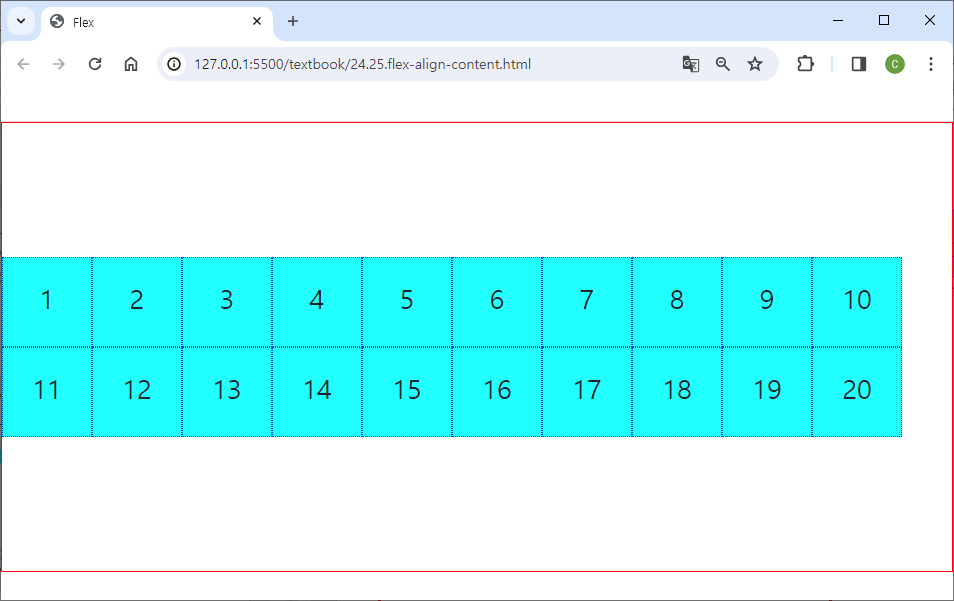 Flex
127.0.0.1:5500/textbook/24.25.flex-align-content.html
C
1 2 3 4 5 6 7 8 9 10
11 12 13 14 15 16 17 18 19 20